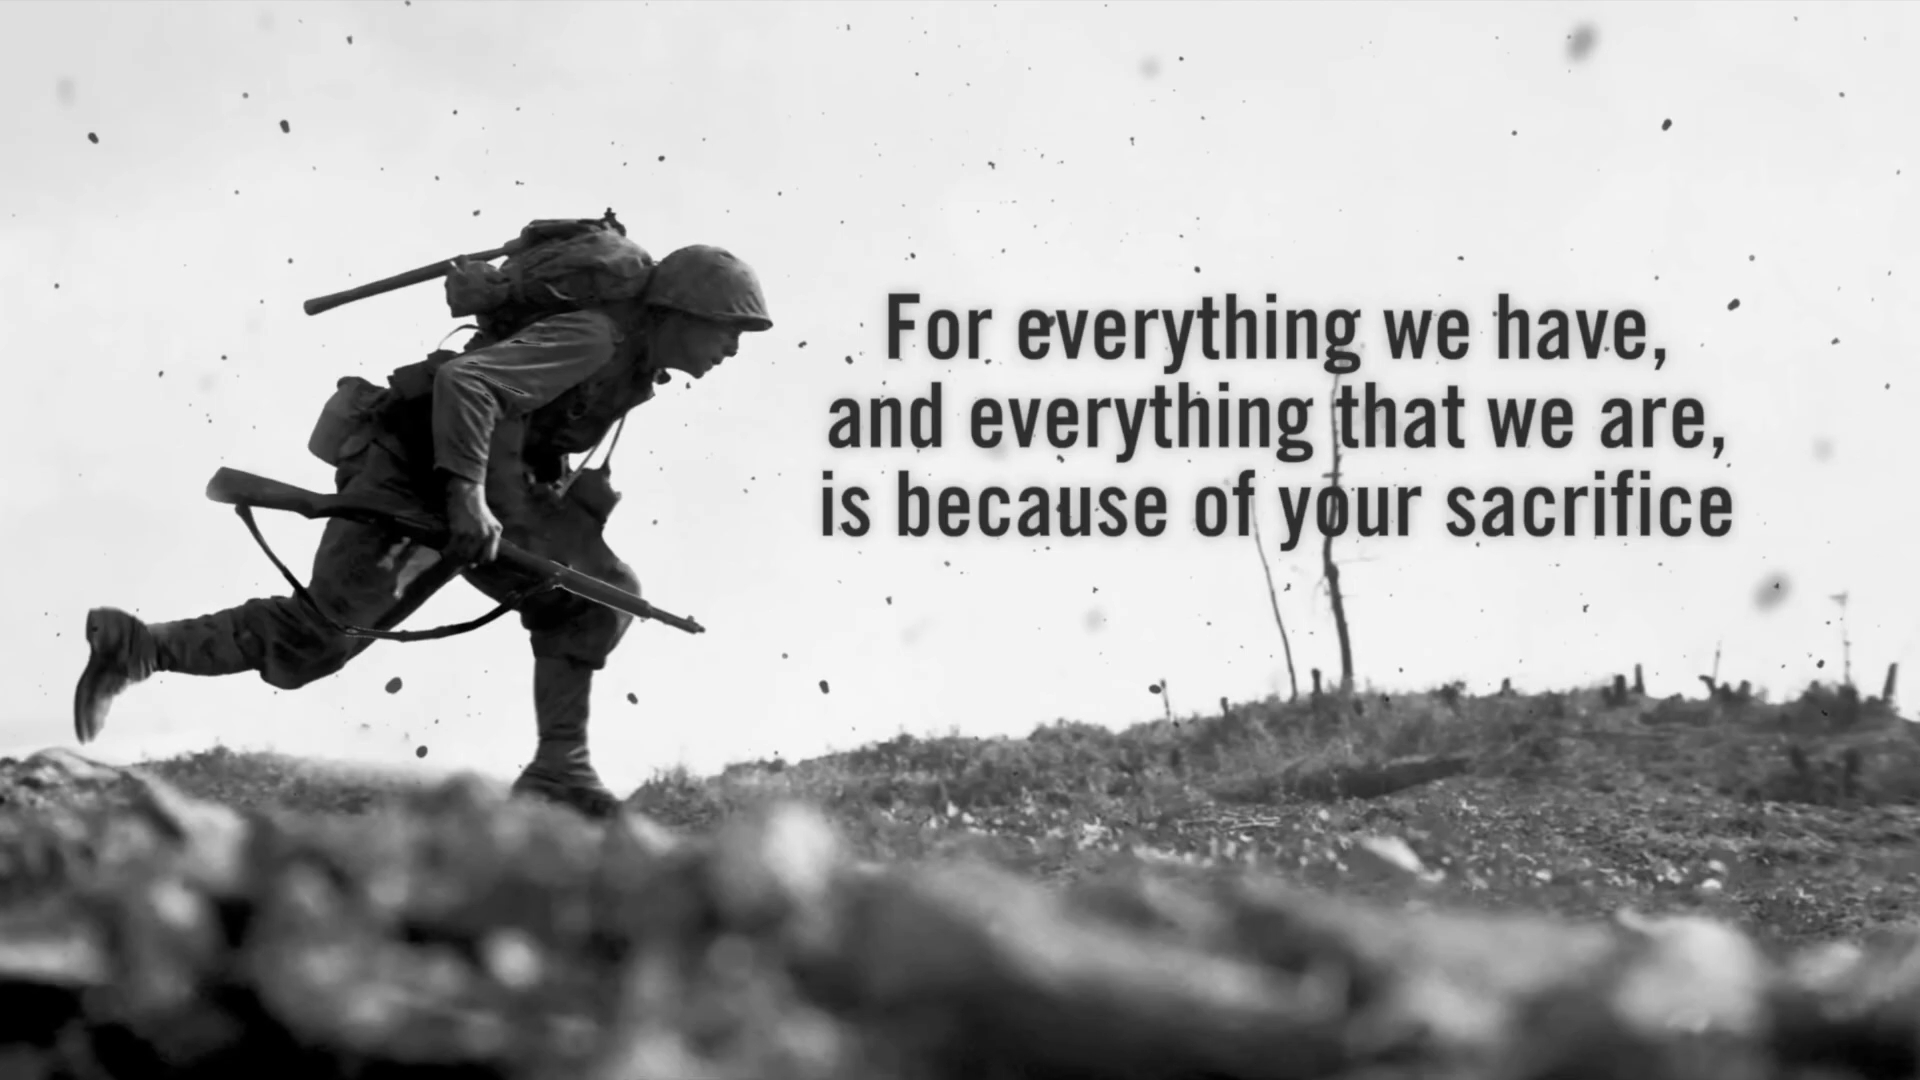 For everything we have,
and everything that we are,
is because of your sacrifice